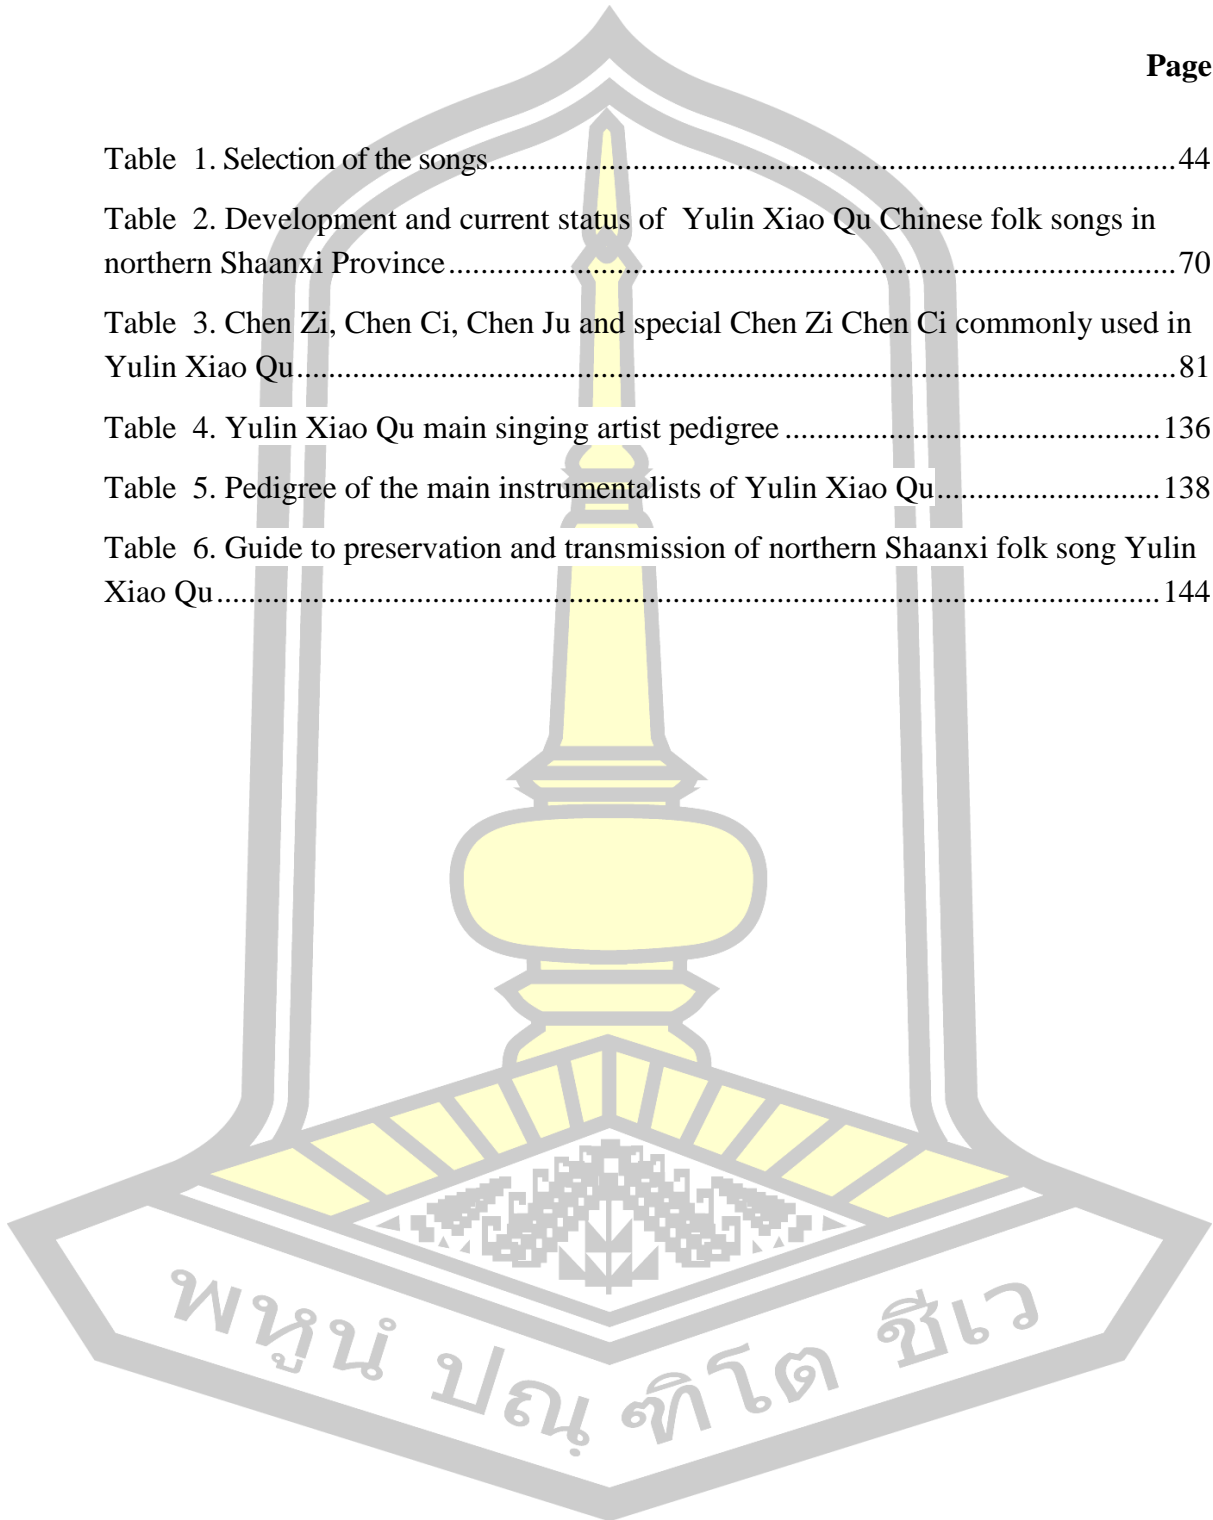 Page
Table 1. Selection of the songs....................................................................................44
Table 2. Development and current status of Yulin Xiao Qu Chinese folk songs in
northern Shaanxi Province...........................................................................................70
Table 3. Chen Zi, Chen Ci, Chen Ju and special Chen Zi Chen Ci commonly used in
Yulin Xiao Qu.............................................................................................................81
Table 4. Yulin Xiao Qu main singing artist pedigree...............................................136
Table 5. Pedigree of the main instrumentalists of Yulin Xiao Qu............................138
Table 6. Guide to preservation and transmission of northern Shaanxi folk song Yulin
Xiao Qu.....................................................................................................................144
พหูนํ ปณฺฑิโต ชีเว